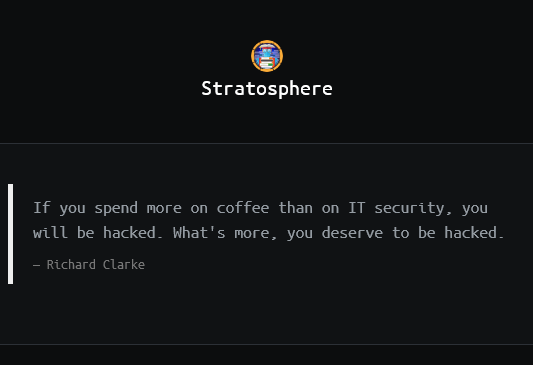 Stratosphere
If you spend more on coffee than on IT security, you
will be hacked. What's more, you deserve to be hacked.
— Richard Clarke